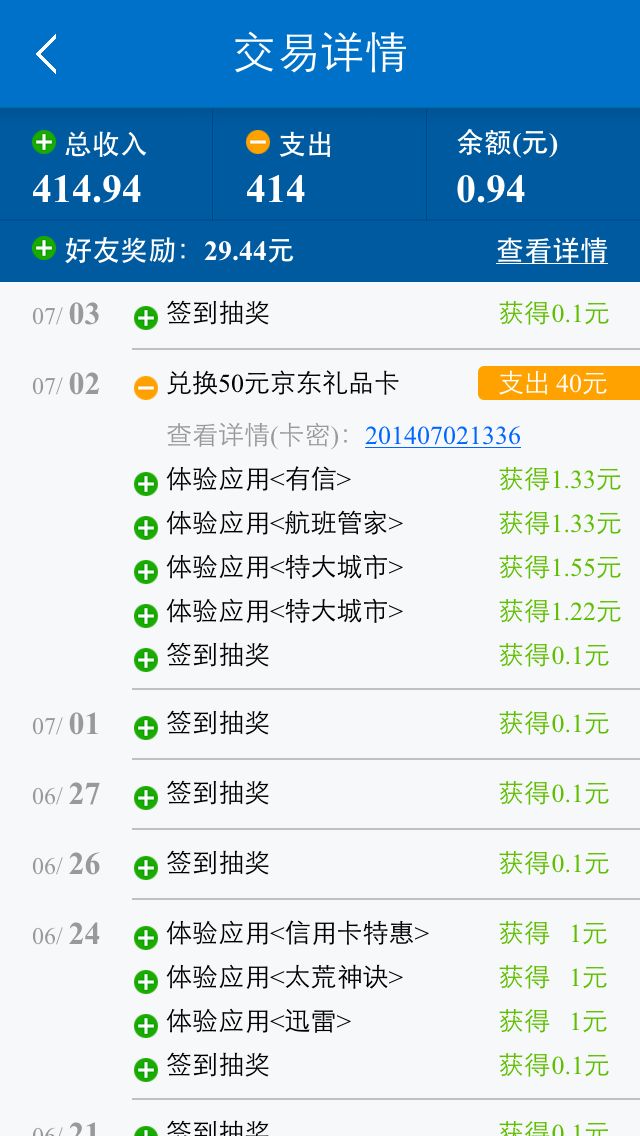 交易详情
总收入 支出 余额(元)
414.94 414 0.94
好友奖励：29.44元 查看详情
07/ 03 签到抽奖 获得0.1元
07/ 02 兑换50元京东礼品卡 支出 40元
查看详情(卡密)： 201407021336
体验应用<有信> 获得1.33元
体验应用<航班管家> 获得1.33元
体验应用<特大城市> 获得1.55元
体验应用<特大城市> 获得1.22元
签到抽奖 获得0.1元
07/ 01 签到抽奖 获得0.1元
06/ 27 签到抽奖 获得0.1元
06/ 26 签到抽奖 获得0.1元
06/ 24 体验应用<信用卡特惠> 获得 1元
体验应用<太荒神诀> 获得 1元
体验应用<迅雷> 获得 1元
签到抽奖 获得0.1元
06/ 21 签到抽奖 获得0.1元